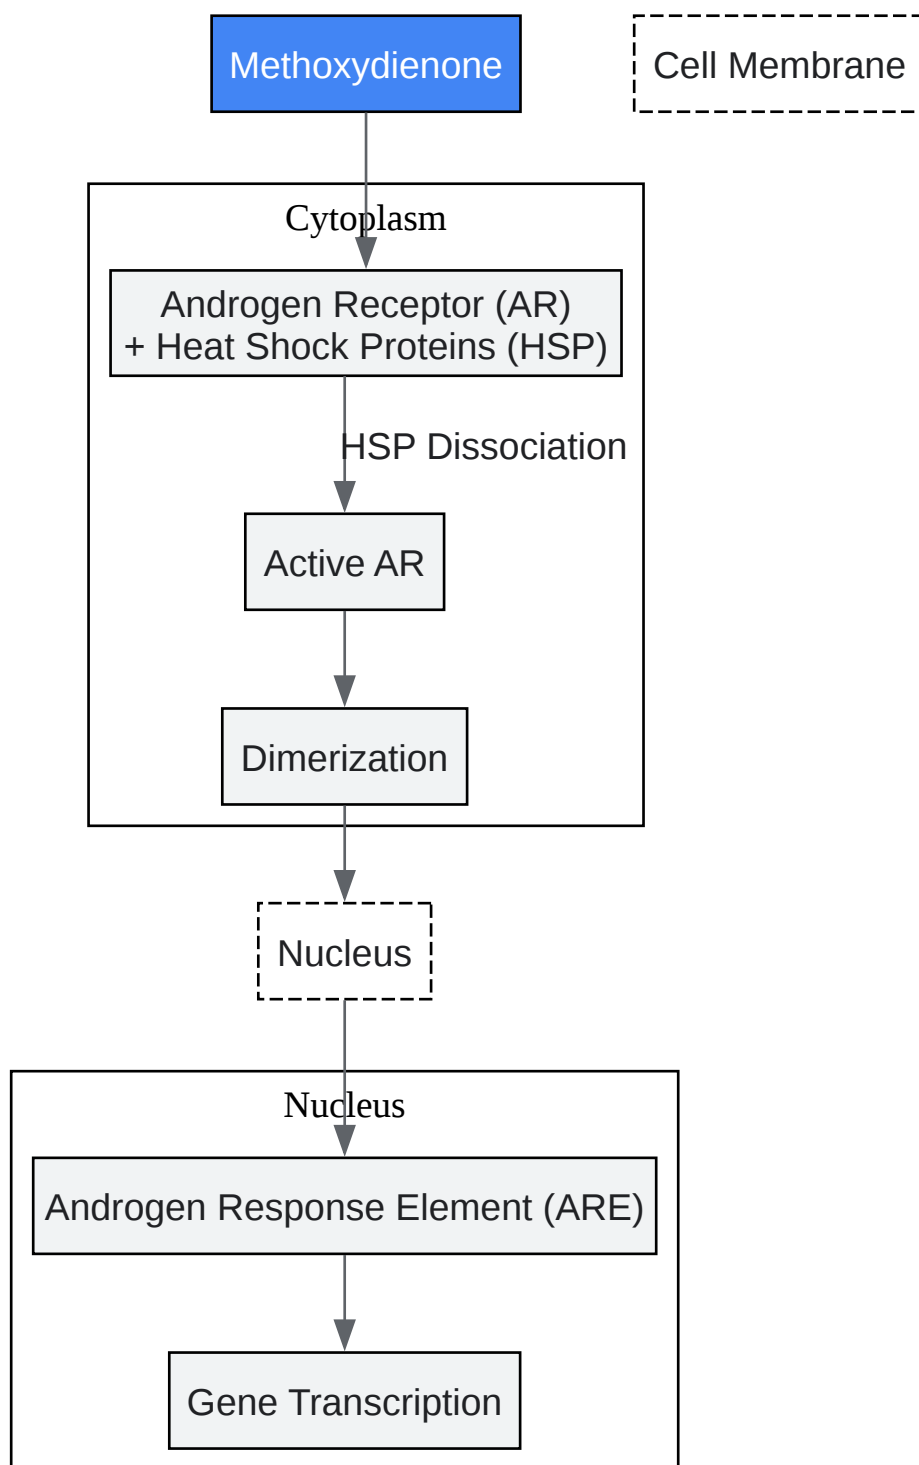 Methoxydienone
Cell Membrane
Cytoplasm
Androgen Receptor (AR)
+ Heat Shock Proteins (HSP)
HSP Dissociation
Active AR
Dimerization
Nucleus
Nucleus
Androgen Response Element (ARE)
Gene Transcription